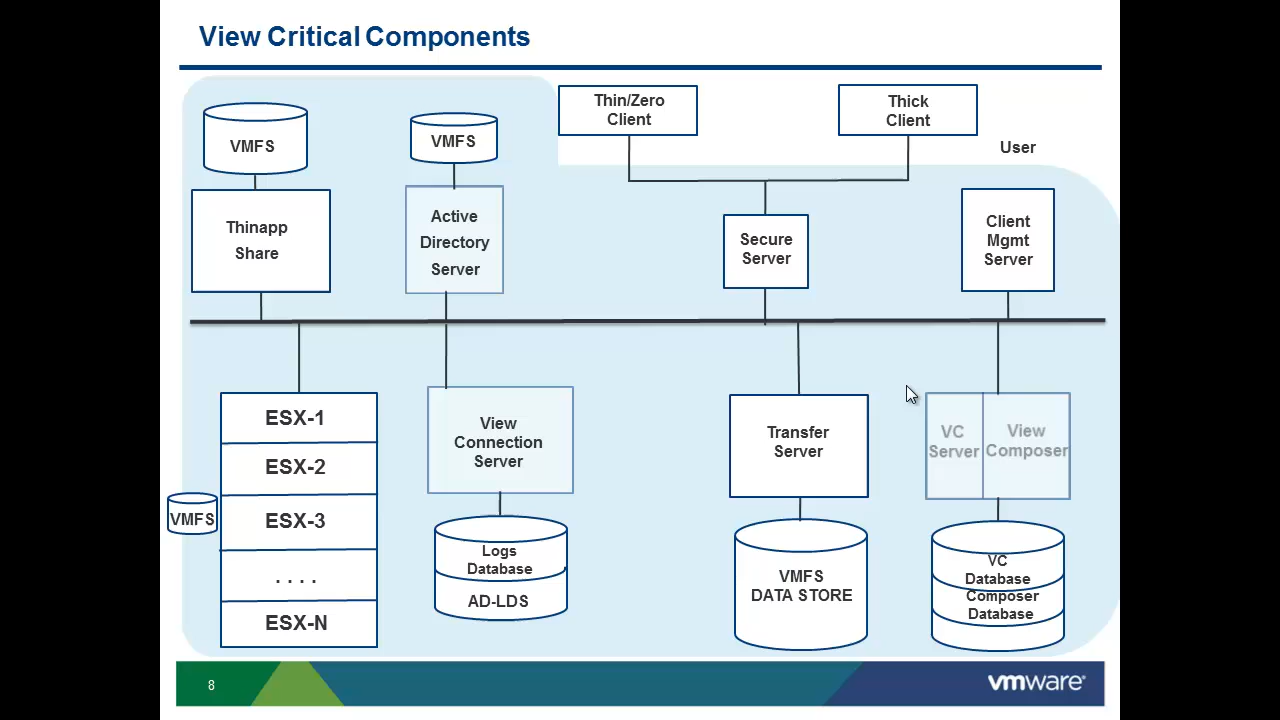 View Critical Components
VMFS
VMFS
Thin/Zero
Client
Thick
Client
User
Thinapp
Share
Active
Directory
Server
Secure
Server
Client
Mgmt
Server
ESX-1
ESX-2
ESX-3
. . . .
ESX-N
VMFS
View
Connection
Server
Logs
Database
AD-LDS
Transfer
Server
VMFS
DATA STORE
VC
Server
View
Composer
VC
Database
Composer
Database
8
vmware®